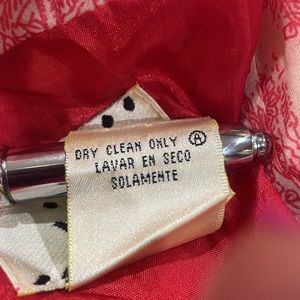 DRY CLEAN ONLY Ⓐ
LAVAR EN SECO
SOLAMENTE